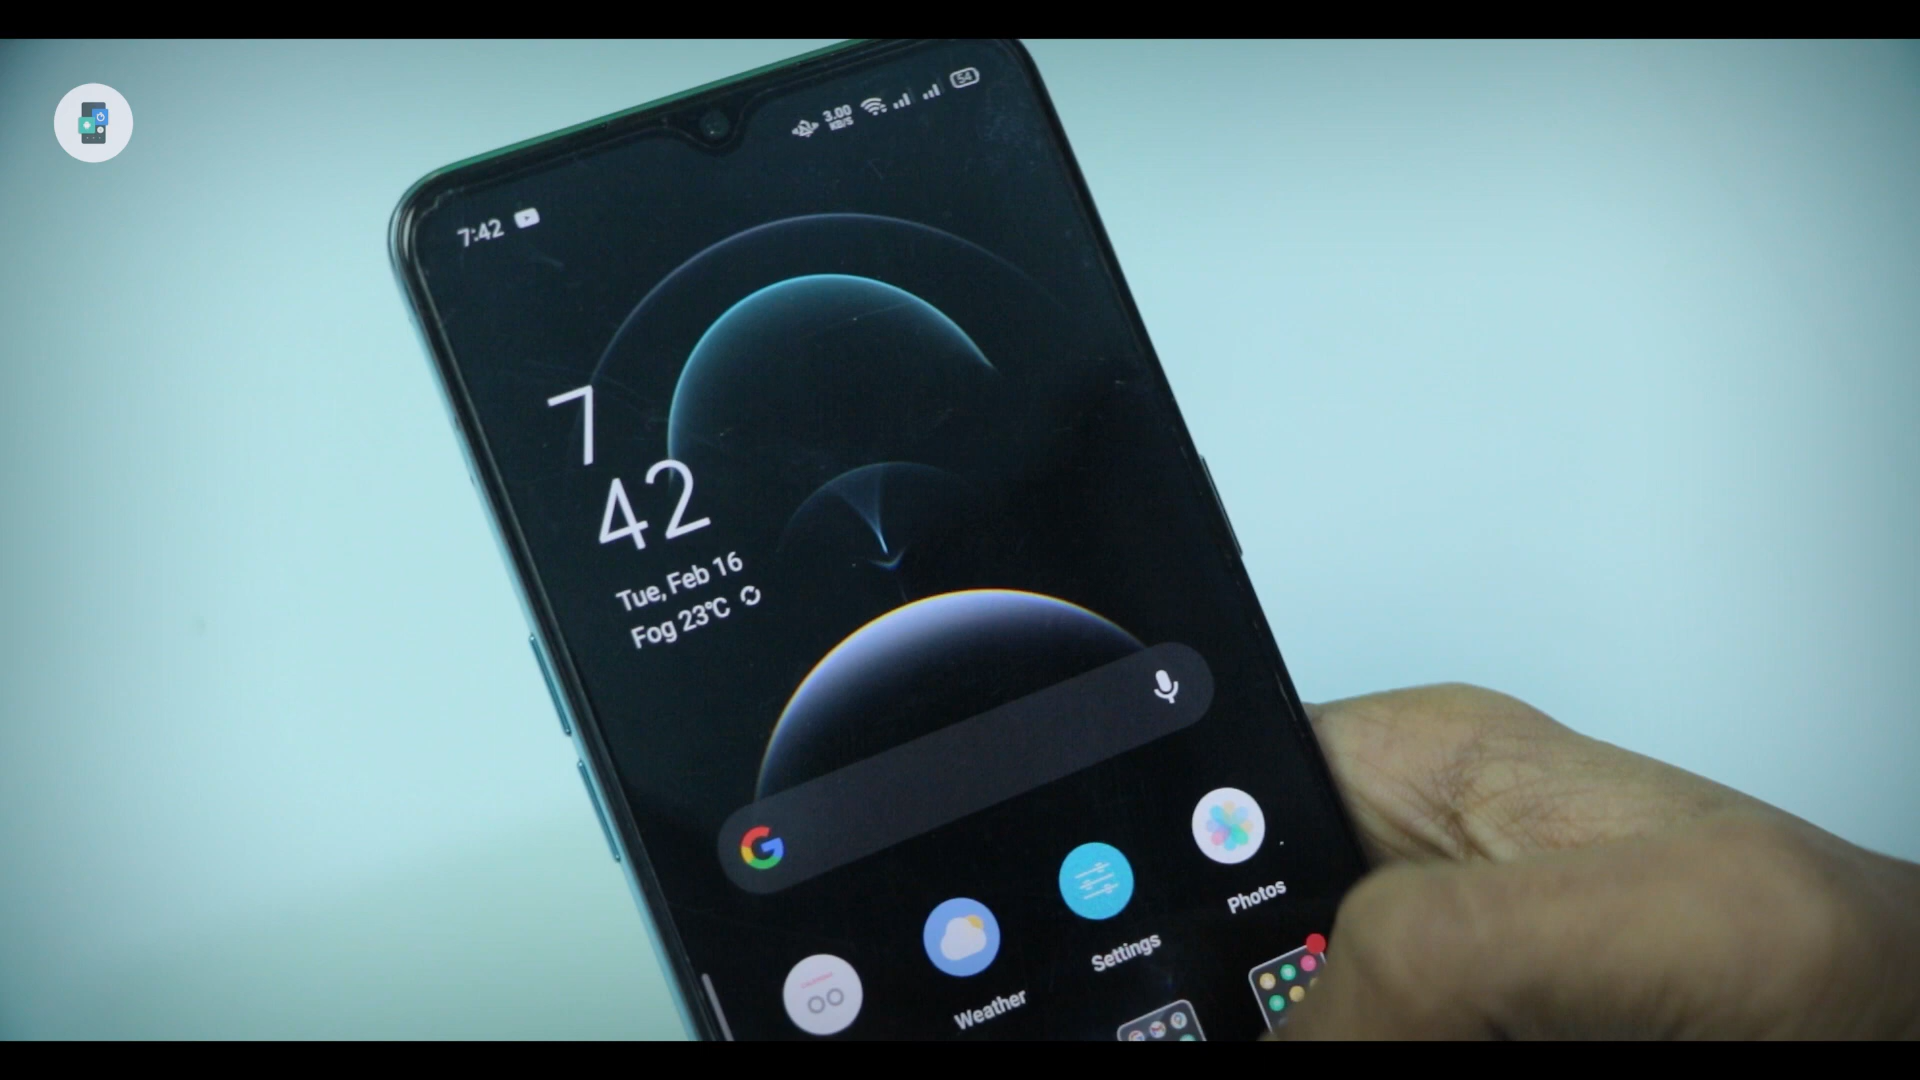 7:42
3.00
KB/S
54
7
42
Tue, Feb 16
Fog 23°C
G
Photos
Settings
Weather